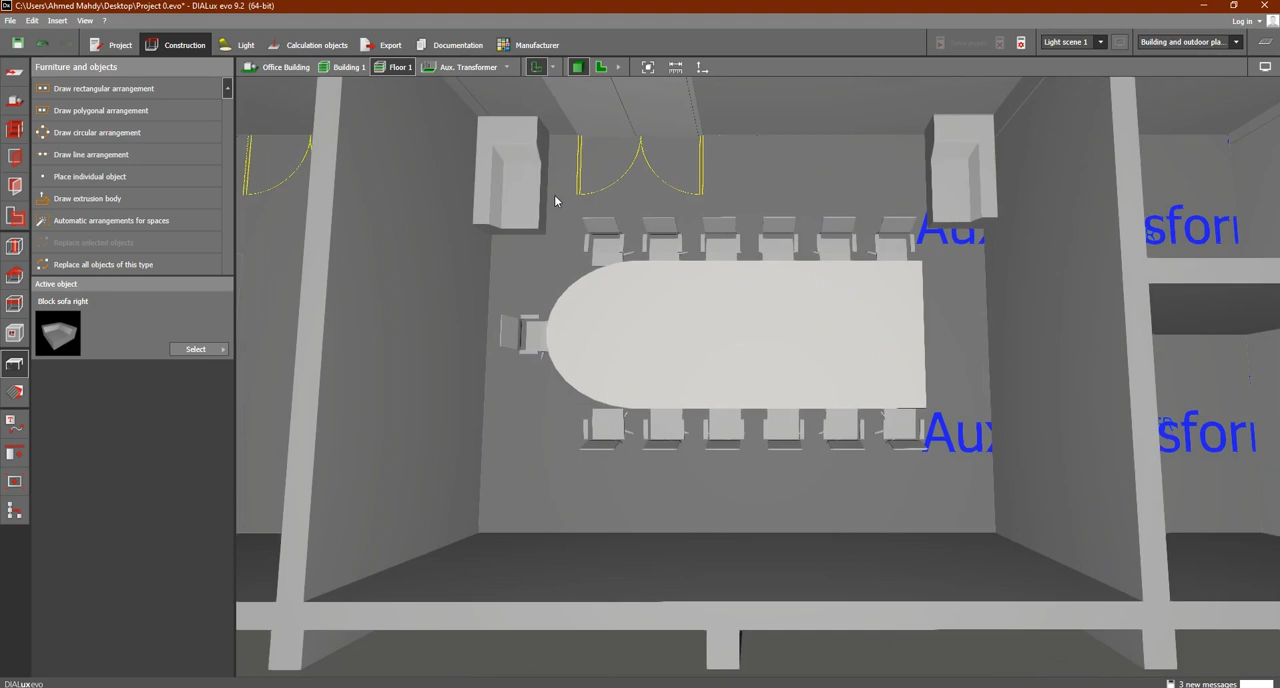 C:\Users\Ahmed Mahdy\Desktop\Project 0.evo* - DIALux evo 9.2 (64-bit)
File Edit Insert View ?
Log in
Project Construction Light Calculation objects Export Documentation Manufacturer
Light scene 1
Building and outdoor pla...
Furniture and objects
Office Building Building 1 Floor 1 Aux. Transformer
Draw rectangular arrangement
Draw polygonal arrangement
Draw circular arrangement
Draw line arrangement
Place individual object
Draw extrusion body
Automatic arrangements for spaces
Replace selected objects
Replace all objects of this type
Active object
Block sofa right
Select
Aux
sforr
Aux
sforr
DIALux evo
3 new messages